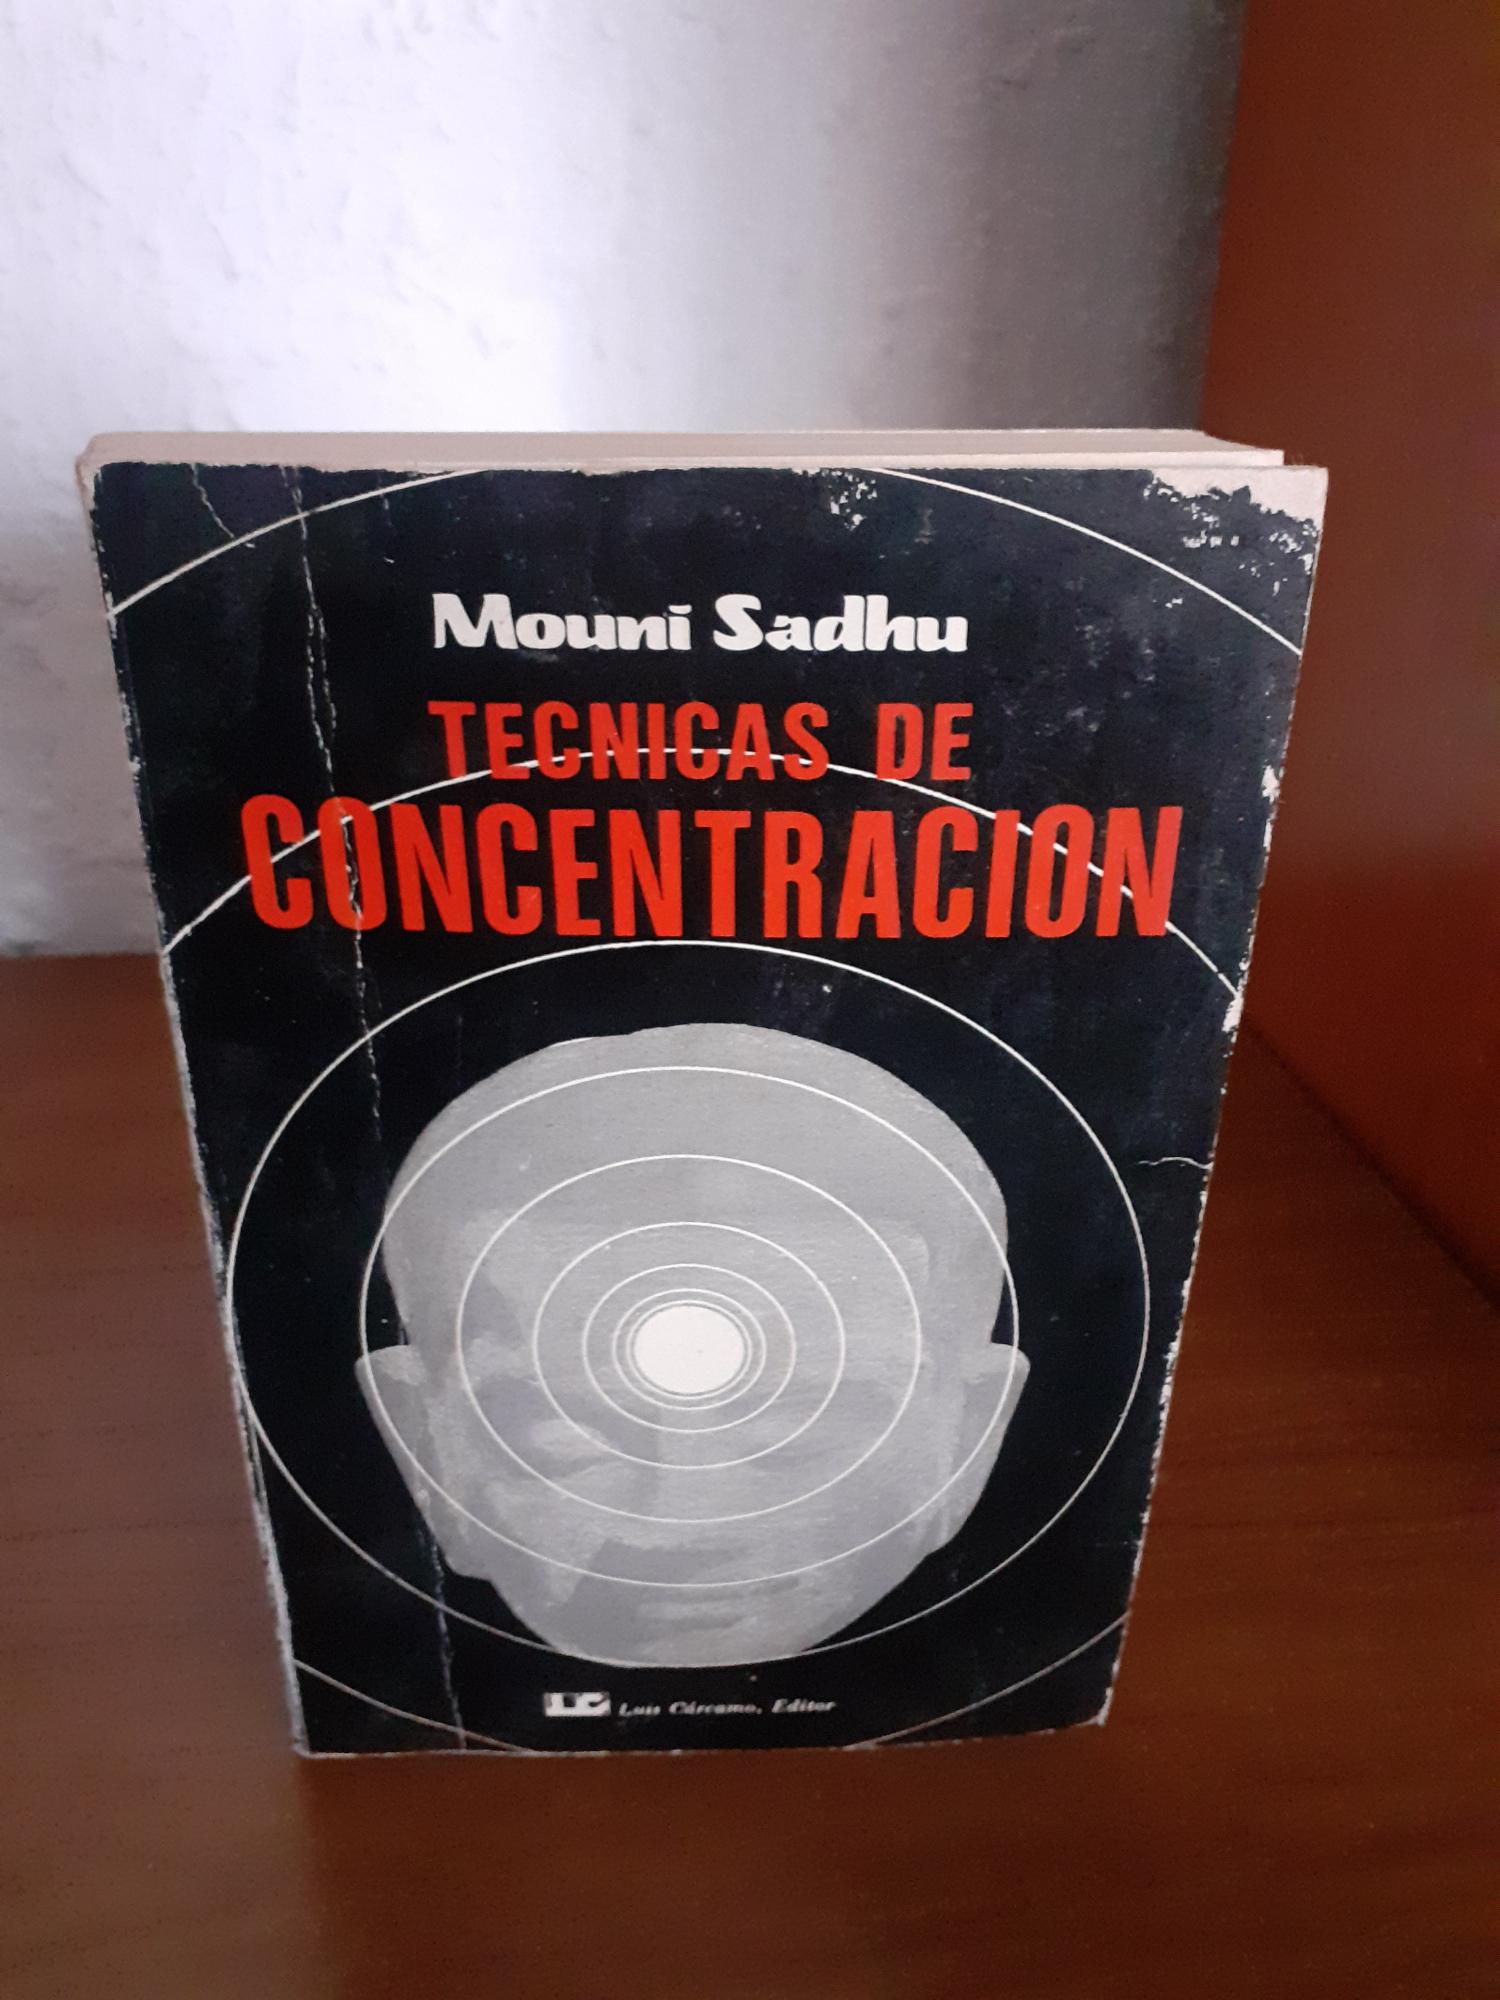 Mouni Sadhu
TECNICAS DE
CONCENTRACION
Luis Cárcamo, Editor